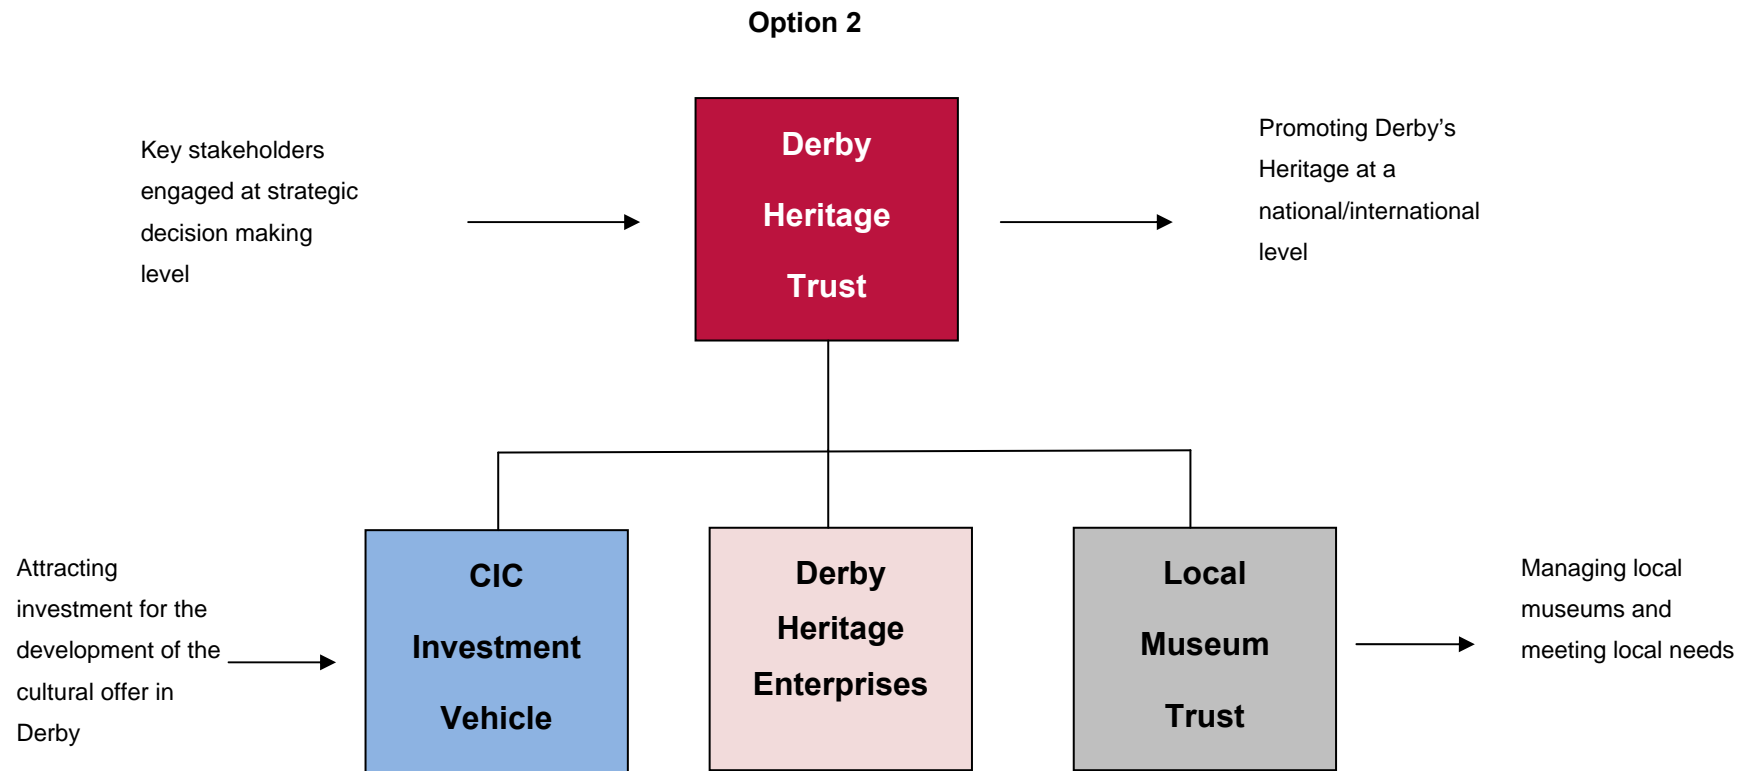 Option 2
Key stakeholders
engaged at strategic
decision making
level
Derby
Heritage
Trust
Promoting Derby’s
Heritage at a
national/international
level
Attracting
investment for the
development of the
cultural offer in
Derby
CIC
Investment
Vehicle
Derby
Heritage
Enterprises
Local
Museum
Trust
Managing local
museums and
meeting local needs